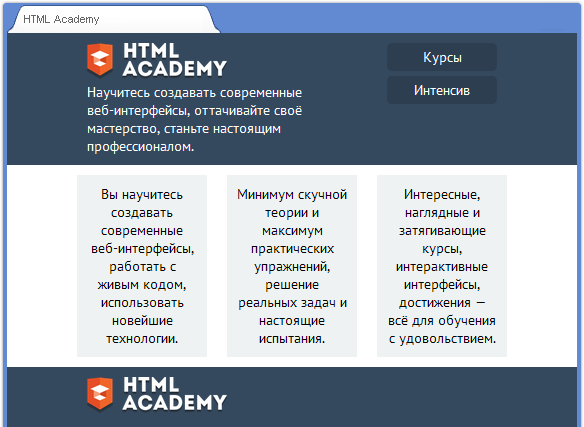 HTML Academy
HTML
ACADEMY
Научитесь создавать современные
веб-интерфейсы, оттачивайте своё
мастерство, станьте настоящим
профессионалом.
Курсы
Интенсив
Вы научитесь
создавать
современные
веб-интерфейсы,
работать с
живым кодом,
использовать
новейшие
технологии.
Минимум скучной
теории и
максимум
практических
упражнений,
решение
реальных задач и
настоящие
испытания.
Интересные,
наглядные и
затягивающие
курсы,
интерактивные
интерфейсы,
достижения —
всё для обучения
с удовольствием.
HTML
ACADEMY